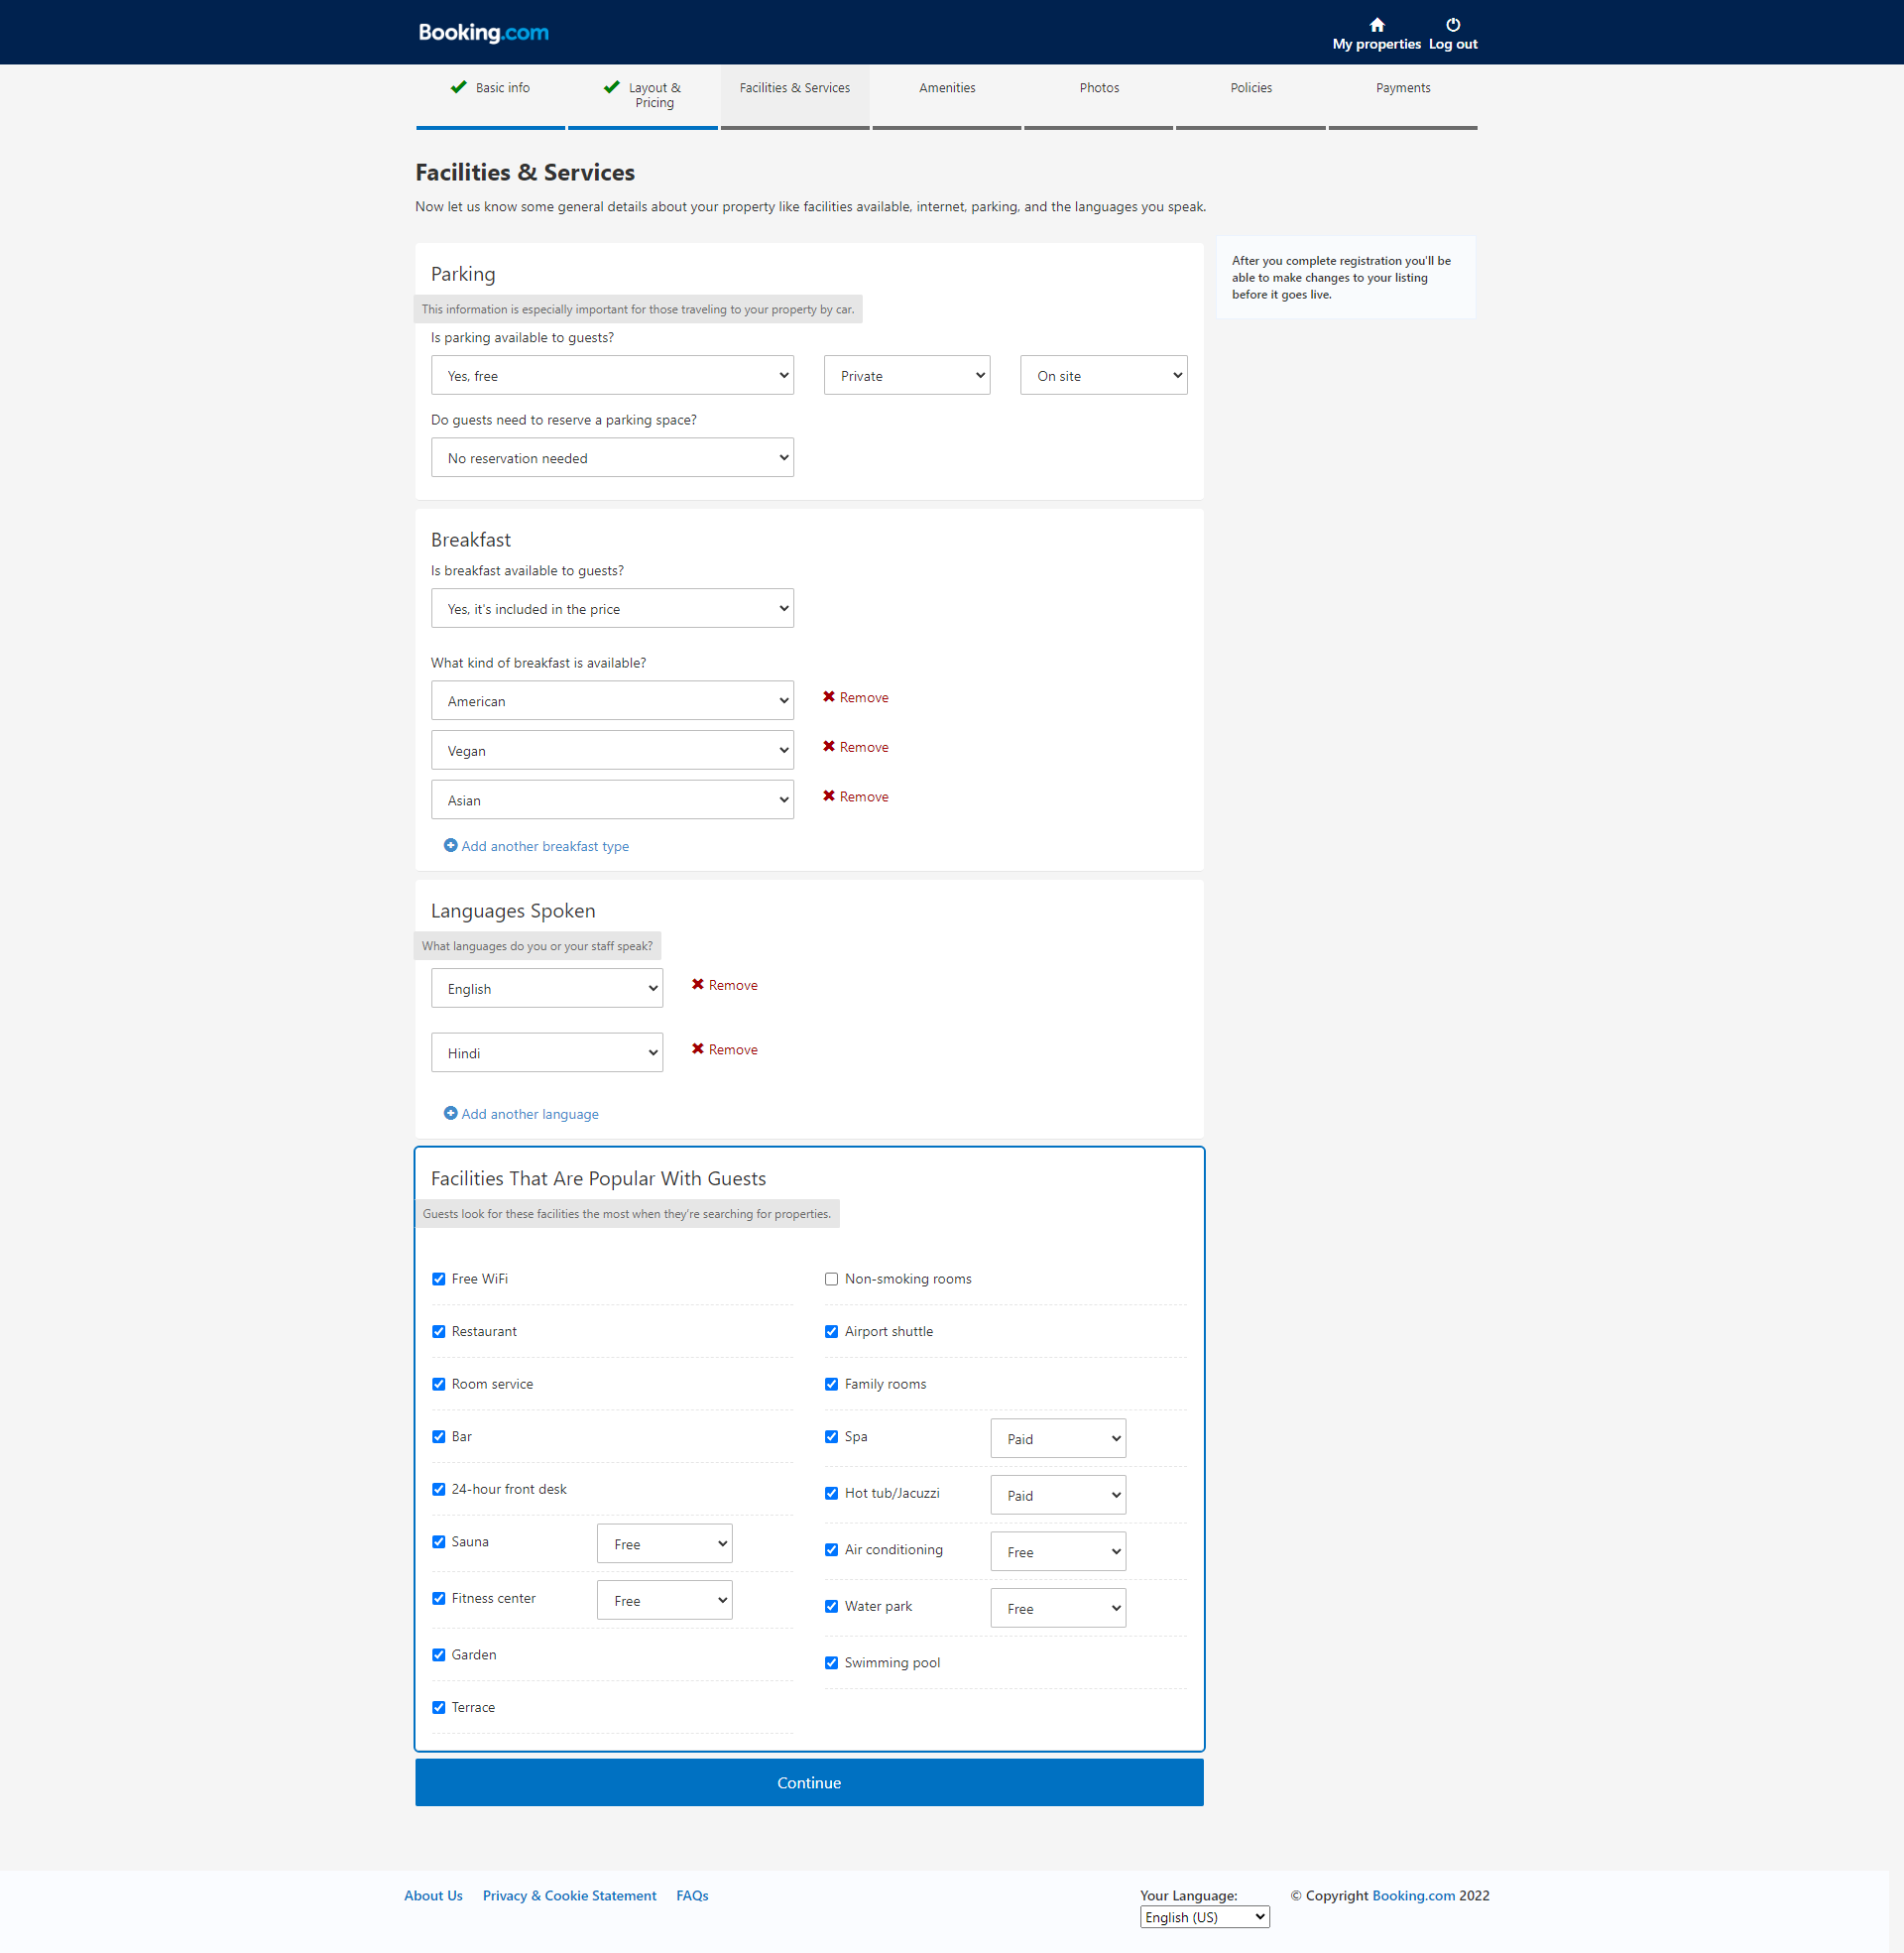 Booking.com
My properties
Log out
Basic info
Layout &
Pricing
Facilities & Services
Amenities
Photos
Policies
Payments
Facilities & Services
Now let us know some general details about your property like facilities available, internet, parking, and the languages you speak.
After you complete registration you'll be
able to make changes to your listing
before it goes live.
Parking
This information is especially important for those traveling to your property by car.
Is parking available to guests?
Yes, free
Private
On site
Do guests need to reserve a parking space?
No reservation needed
Breakfast
Is breakfast available to guests?
Yes, it's included in the price
What kind of breakfast is available?
American
Remove
Vegan
Remove
Asian
Remove
Add another breakfast type
Languages Spoken
What languages do you or your staff speak?
English
Remove
Hindi
Remove
Add another language
Facilities That Are Popular With Guests
Guests look for these facilities the most when they're searching for properties.
Free WiFi
Restaurant
Room service
Bar
24-hour front desk
Sauna
Free
Fitness center
Free
Garden
Terrace
Non-smoking rooms
Airport shuttle
Family rooms
Spa
Paid
Hot tub/Jacuzzi
Paid
Air conditioning
Free
Water park
Free
Swimming pool
Continue
About Us
Privacy & Cookie Statement
FAQs
Your Language:
English (US)
© Copyright Booking.com 2022